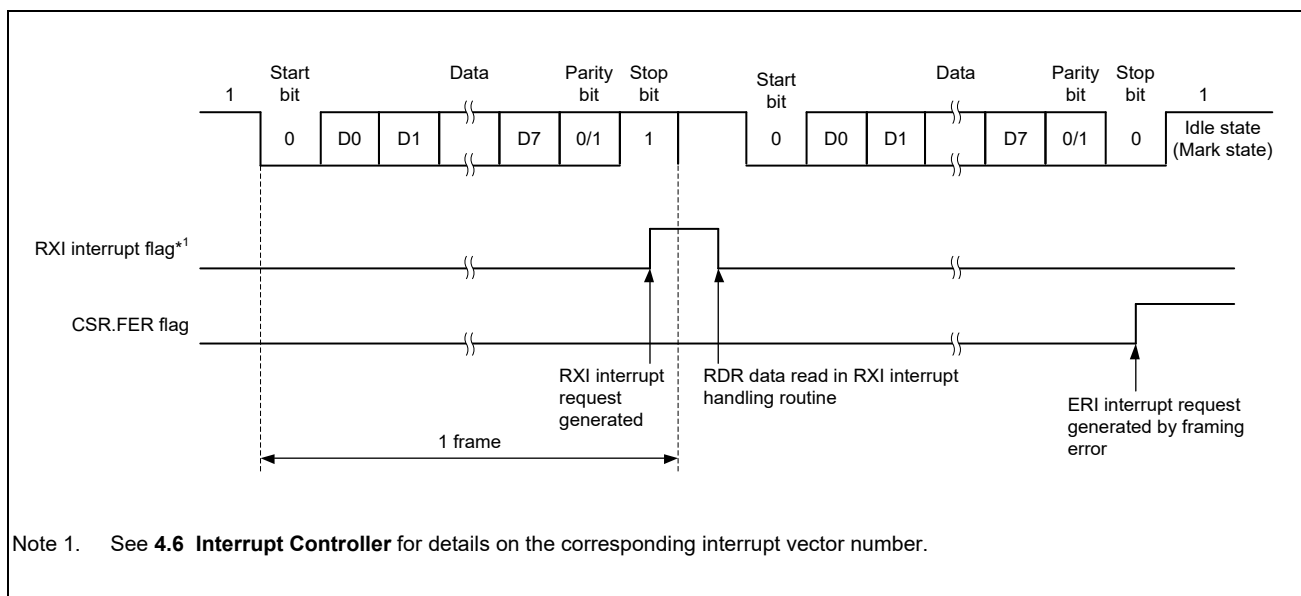 Start bit
Data
Parity bit
Stop bit
Start bit
Data
Parity bit
Stop bit
1
1
0
D0
D1
D7
0/1
1
0
D0
D1
D7
0/1
0
Idle state
(Mark state)
RXI interrupt flag*1
CSR.FER flag
RXI interrupt
request
generated
RDR data read in RXI interrupt
handling routine
ERI interrupt request
generated by framing
error
1 frame
Note 1. See 4.6 Interrupt Controller for details on the corresponding interrupt vector number.